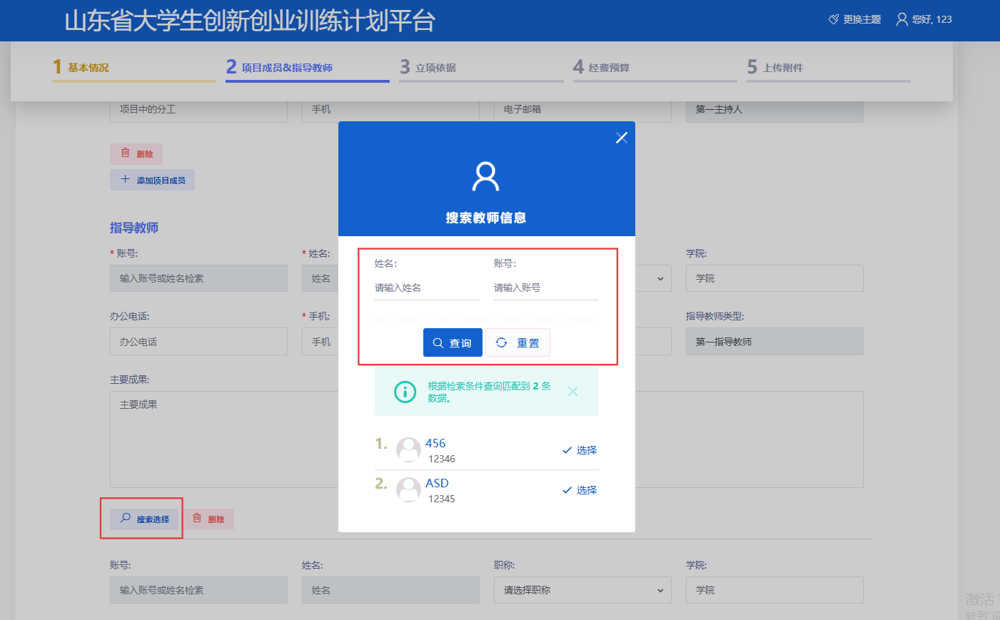 山东省大学生创新创业训练计划平台
更换主题
您好, 123
1 基本情况
2 项目成员&指导教师
3 立项依据
4 经费预算
5 上传附件
项目中的分工
手机
电子邮箱
第一主持人
删除
添加项目成员
指导教师
* 账号:
* 姓名:
学院:
输入账号或姓名检索
姓名
学院
办公电话:
* 手机:
指导教师类型:
办公电话
手机
第一指导教师
主要成果:
主要成果
搜索选择
删除
搜索教师信息
姓名:
账号:
请输入姓名
请输入账号
查询
重置
根据检索条件查询匹配到 2 条
数据。
1.
456
12346
选择
2.
ASD
12345
选择
账号:
姓名:
职称:
学院:
输入账号或姓名检索
姓名
请选择职称
学院
激活
转到"设